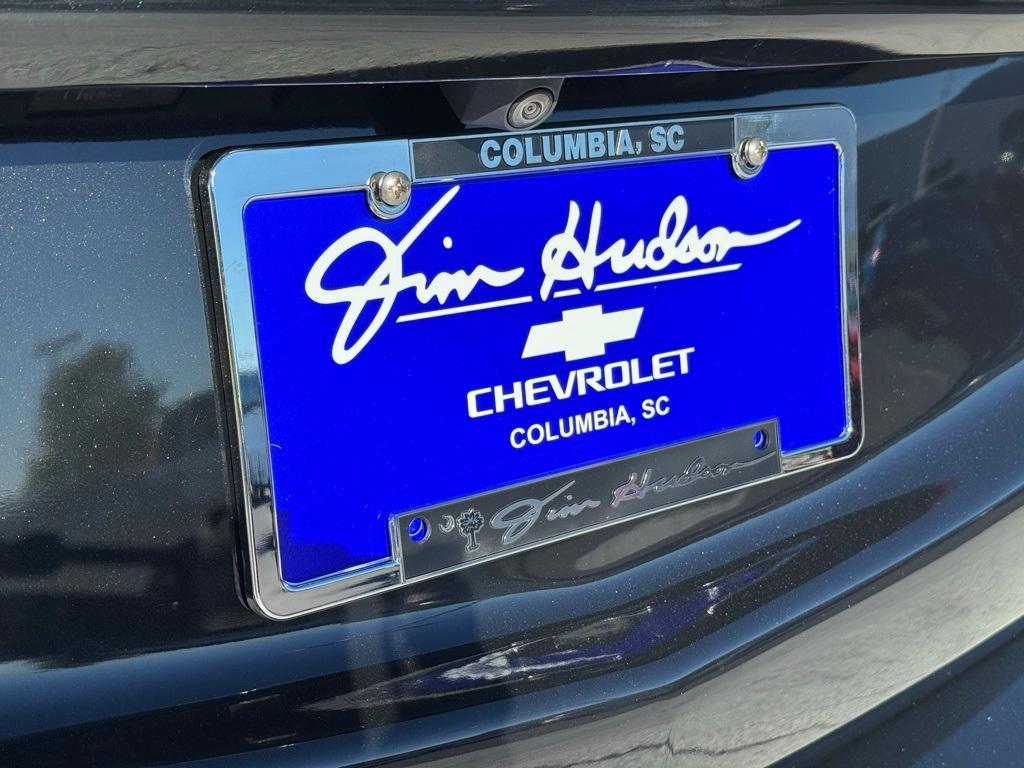 COLUMBIA, SC
Jim Hudson
CHEVROLET
COLUMBIA, SC
Jim Hudson